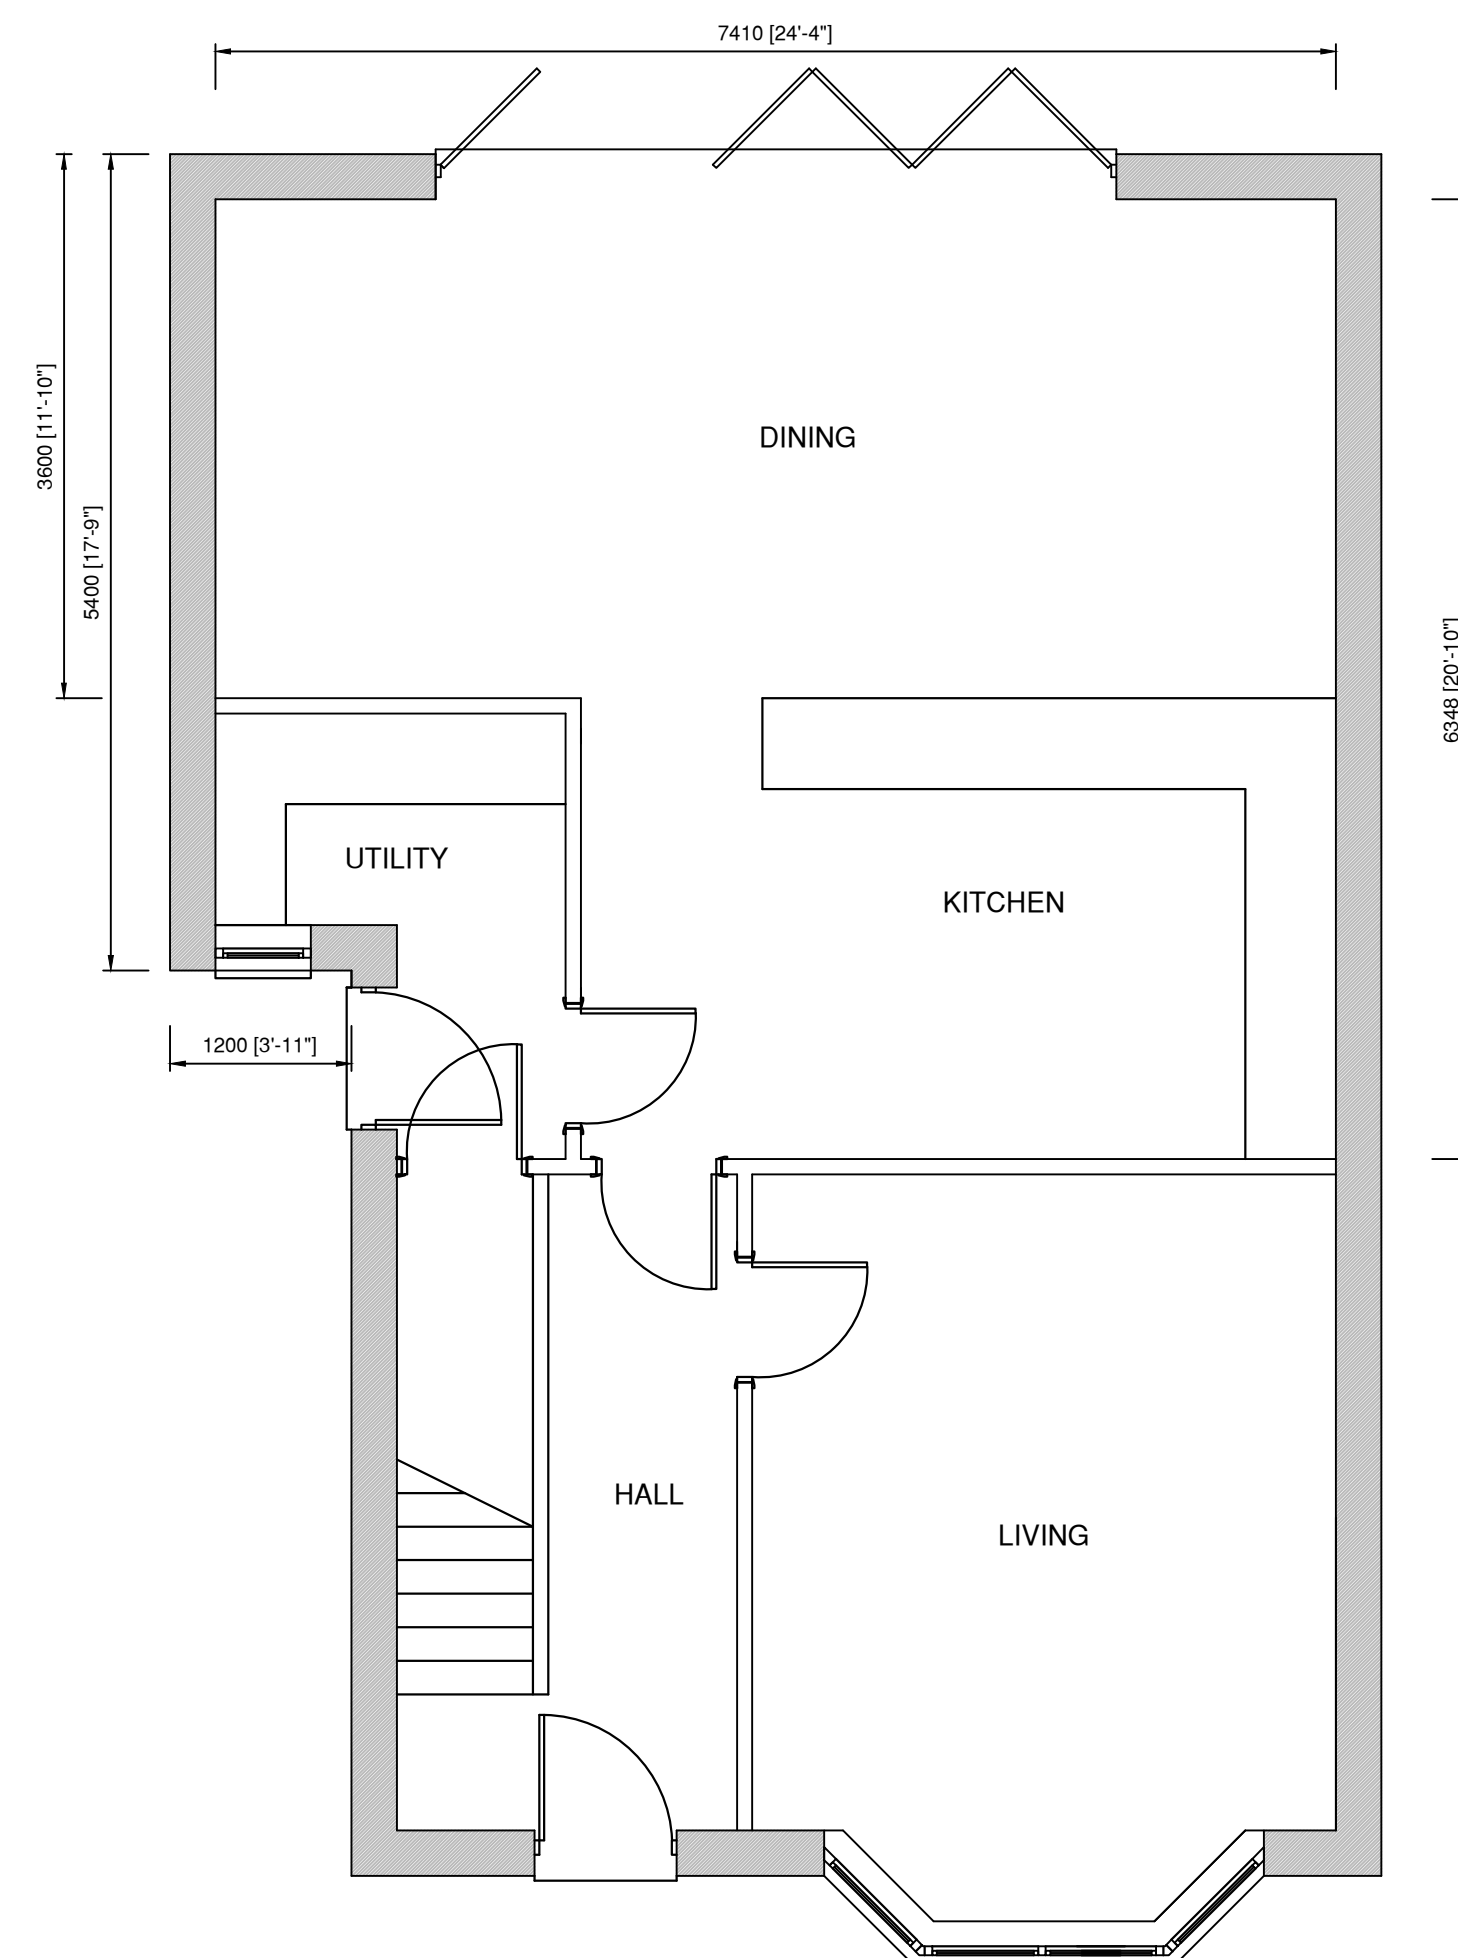 7410 [24'-4"]
3600 [11'-10"]
5400 [17'-9"]
DINING
6348 [20'-10"]
UTILITY
KITCHEN
1200 [3'-11"]
HALL
LIVING